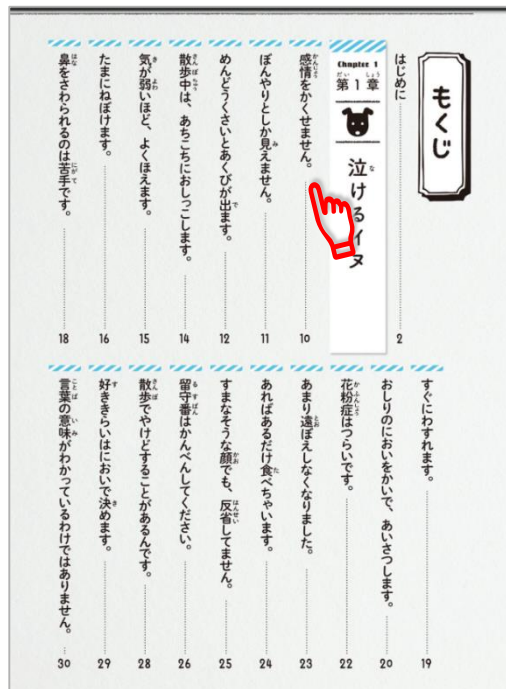 もくじ
はじめに 2
Chapter 1
第1章
泣けるイヌ
感情をかくせません。 10
ぼんやりとしか見えません。 11
めんどうくさいとあくびが出ます。 12
散歩中は、あちこちにおしっこします。 14
気が弱いほど、よくほえます。 15
たまにねぼけます。 16
鼻をさわられるのは苦手です。 18
すぐにわすれます。 19
おしりのにおいをかいで、あいさつします。 20
花粉症はつらいです。 22
あまり遠ぼえしなくなりました。 23
あればあるだけ食べちゃいます。 24
すまなそうな顔でも、反省してません。 25
留守番はかんべんしてください。 26
散歩でやけどすることがあるんです。 28
好ききらいはにおいで決めます。 29
言葉の意味がわかっているわけではありません。 30